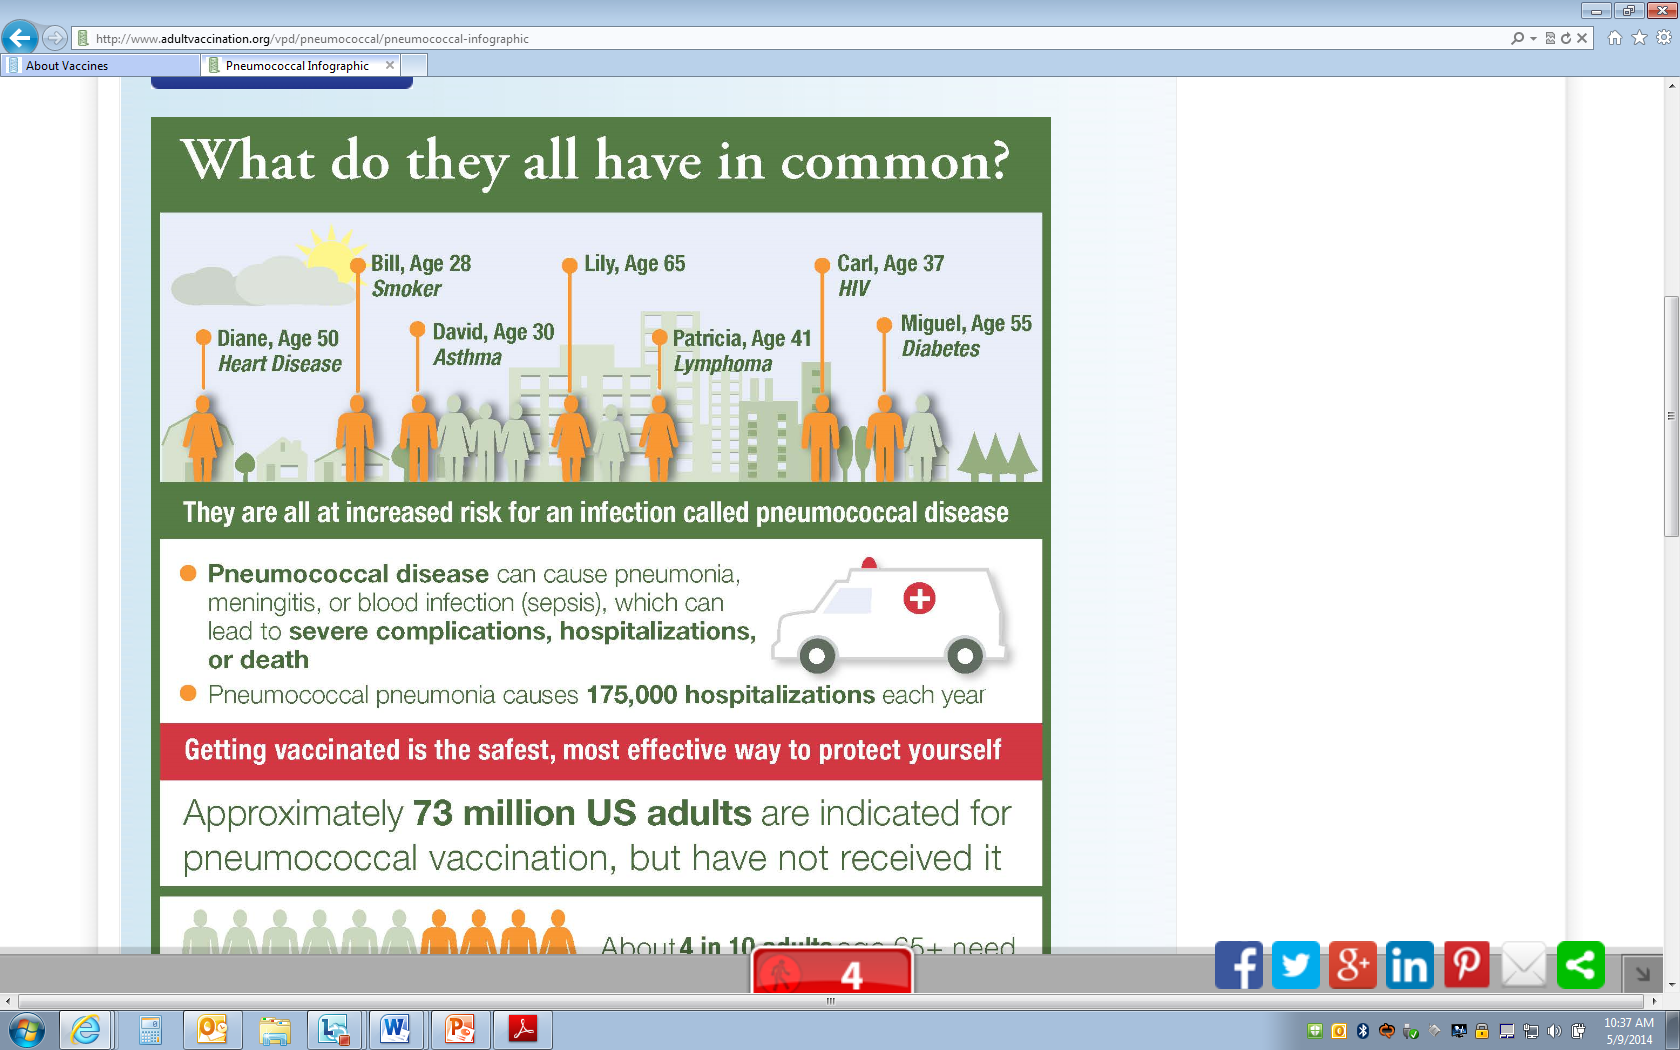 http://www.adultvaccination.org/vpd/pneumococcal/pneumococcal-infographic
About Vaccines
Pneumococcal Infographic
What do they all have in common?
Bill, Age 28
Smoker
Lily, Age 65
Carl, Age 37
HIV
Diane, Age 50
Heart Disease
David, Age 30
Asthma
Patricia, Age 41
Lymphoma
Miguel, Age 55
Diabetes
They are all at increased risk for an infection called pneumococcal disease
Pneumococcal disease can cause pneumonia,
meningitis, or blood infection (sepsis), which can
lead to severe complications, hospitalizations,
or death
Pneumococcal pneumonia causes 175,000 hospitalizations each year
Getting vaccinated is the safest, most effective way to protect yourself
Approximately 73 million US adults are indicated for
pneumococcal vaccination, but have not received it
About 4 in 10 adults age 65+ need
4
10:37 AM
5/9/2014